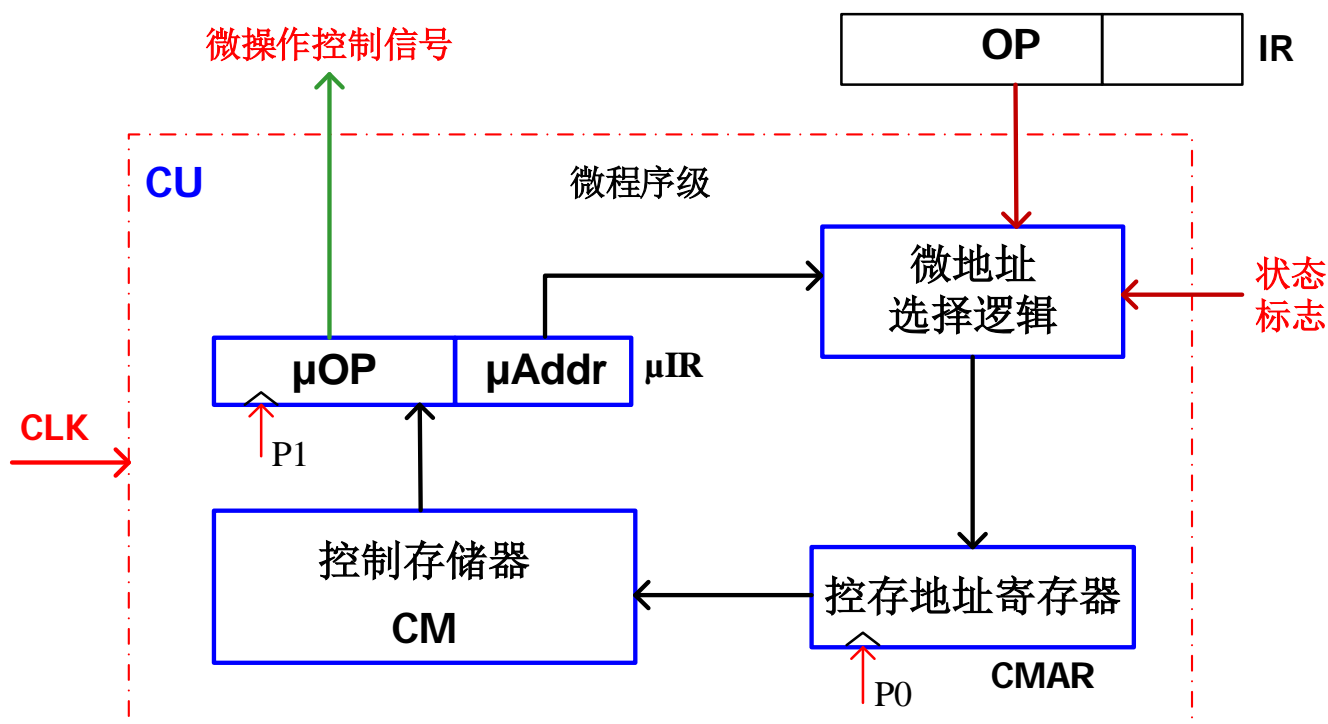 微操作控制信号
OP
IR
CU
微程序级
微地址
选择逻辑
状态
标志
μOP
μAddr
μIR
CLK
P1
控制存储器
CM
控存地址寄存器
P0
CMAR